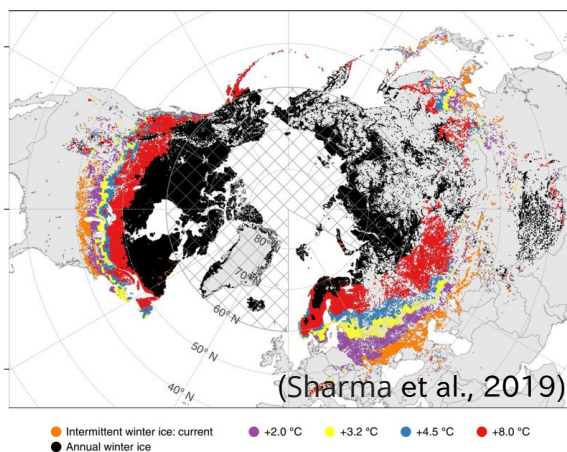 60° N
70° N
60° N
50° N
40° N
(Sharma et al., 2019)
Intermittent winter ice: current
+2.0 °C
+3.2 °C
+4.5 °C
+8.0 °C
Annual winter ice